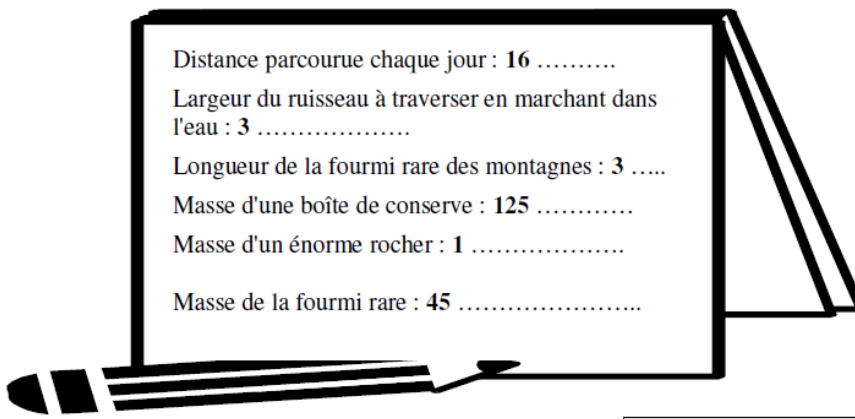 Distance parcourue chaque jour : 16 ..........
Largeur du ruisseau à traverser en marchant dans
l'eau : 3 ...................
Longueur de la fourmi rare des montagnes : 3 .....
Masse d'une boîte de conserve : 125 ............
Masse d'un énorme rocher : 1 ...................
Masse de la fourmi rare : 45 .......................